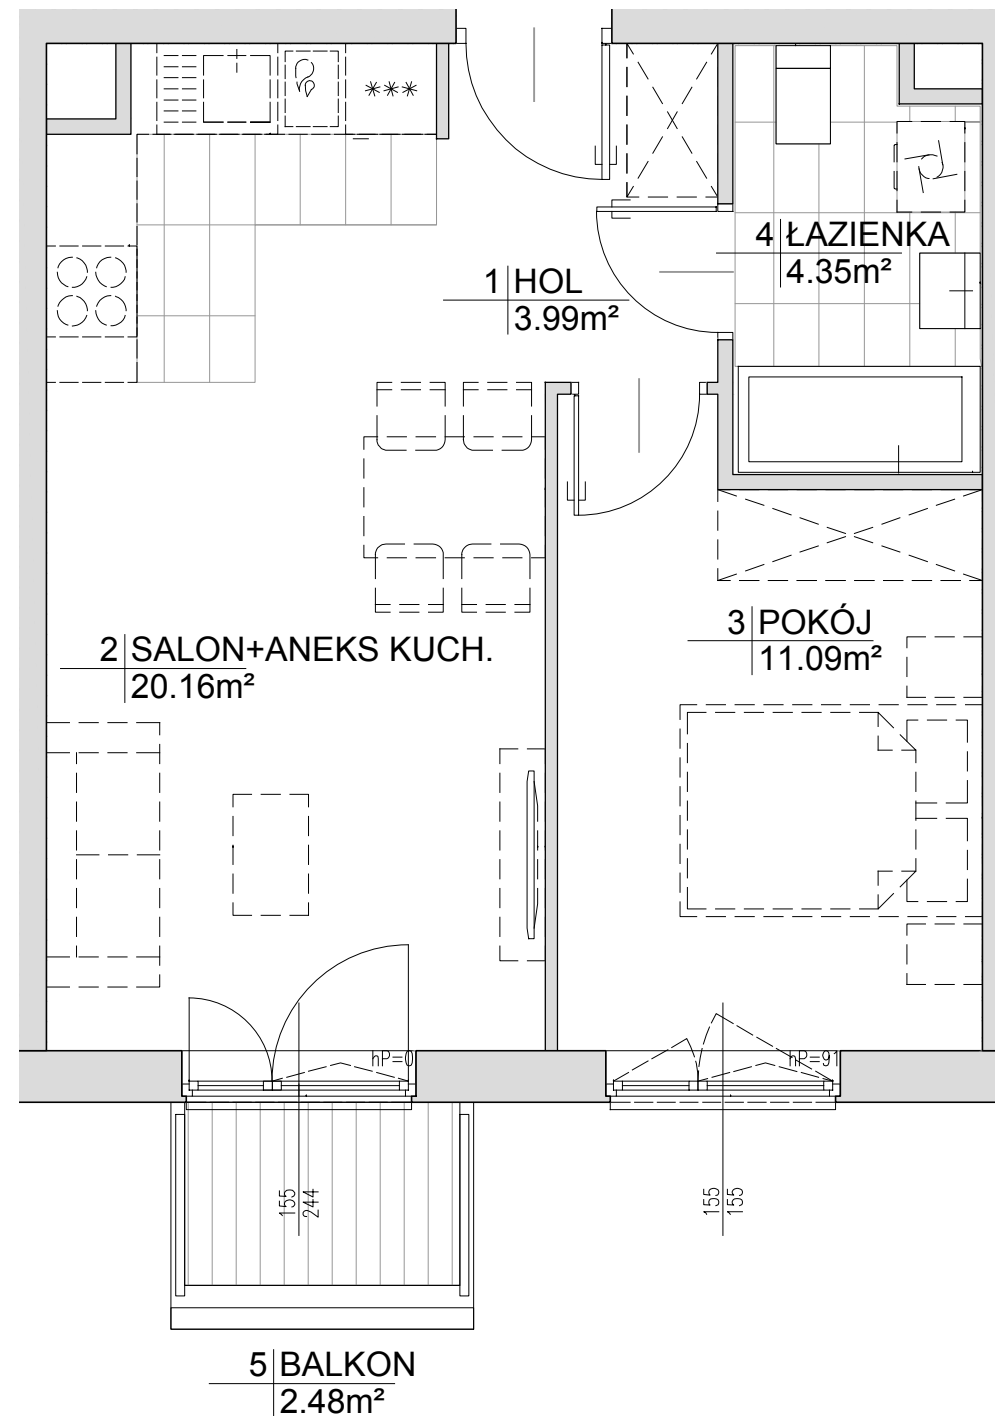 ***
4 ŁAZIENKA
4.35m²
1 HOL
3.99m²
3 POKÓJ
11.09m²
2 SALON+ANEKS KUCH.
20.16m²
hP=0
hP=91
155
244
155
155
5 BALKON
2.48m²